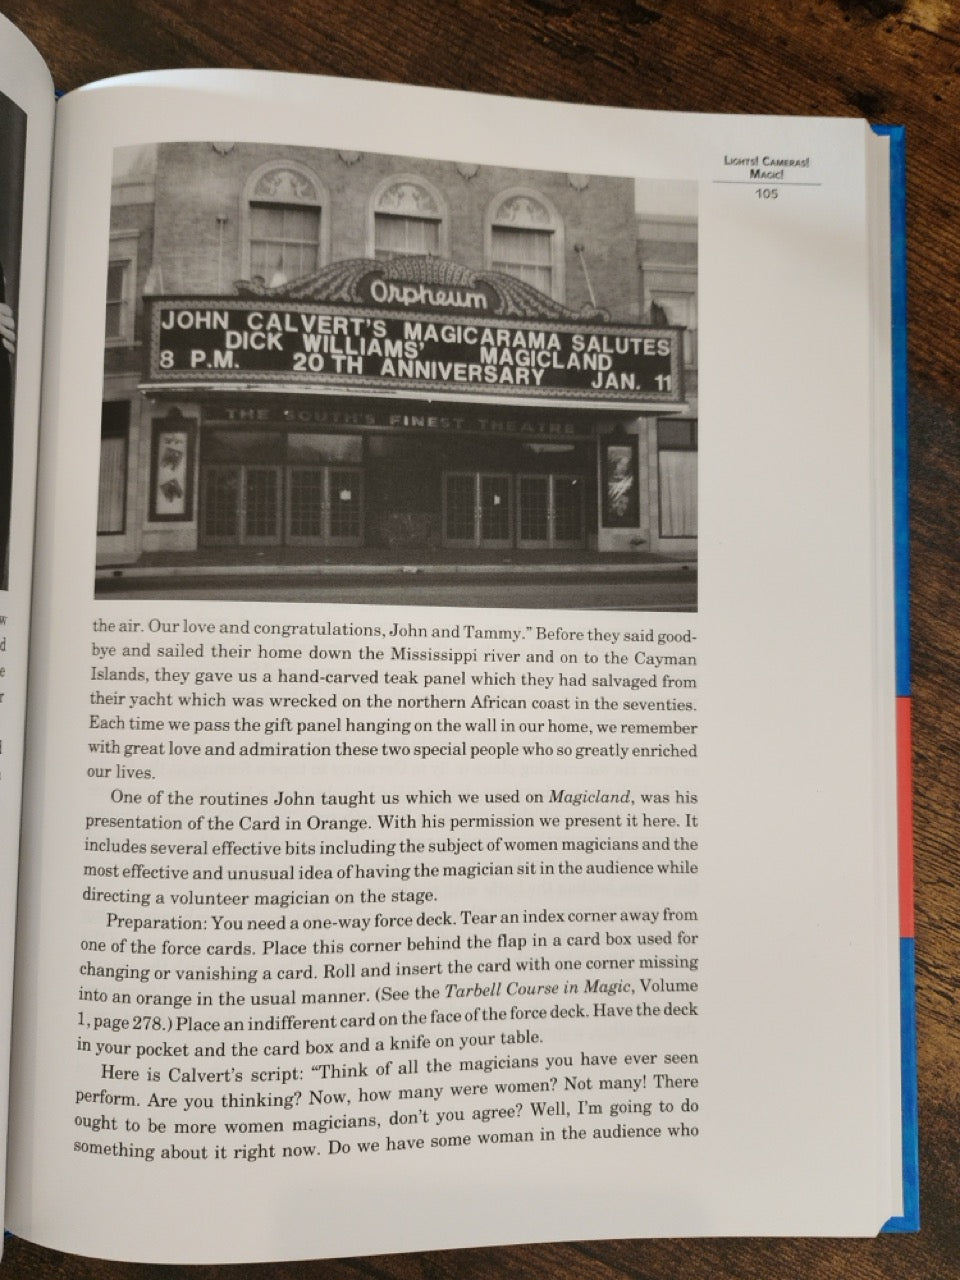 LIGHTS! CAMERAS!
MAGIC!
105
Orpheum
JOHN CALVERT'S MAGICARAMA SALUTES
DICK WILLIAMS' MAGICLAND
8 P.M. 20 TH ANNIVERSARY JAN. 11
THE SOUTH'S FINEST THEATRE
the air. Our love and congratulations, John and Tammy.” Before they said good-
bye and sailed their home down the Mississippi river and on to the Cayman
Islands, they gave us a hand-carved teak panel which they had salvaged from
their yacht which was wrecked on the northern African coast in the seventies.
Each time we pass the gift panel hanging on the wall in our home, we remember
with great love and admiration these two special people who so greatly enriched
our lives.
One of the routines John taught us which we used on Magicland, was his
presentation of the Card in Orange. With his permission we present it here. It
includes several effective bits including the subject of women magicians and the
most effective and unusual idea of having the magician sit in the audience while
directing a volunteer magician on the stage.
Preparation: You need a one-way force deck. Tear an index corner away from
one of the force cards. Place this corner behind the flap in a card box used for
changing or vanishing a card. Roll and insert the card with one corner missing
into an orange in the usual manner. (See the Tarbell Course in Magic, Volume
1, page 278.) Place an indifferent card on the face of the force deck. Have the deck
in your pocket and the card box and a knife on your table.
Here is Calvert’s script: “Think of all the magicians you have ever seen
perform. Are you thinking? Now, how many were women? Not many! There
ought to be more women magicians, don’t you agree? Well, I’m going to do
something about it right now. Do we have some woman in the audience who